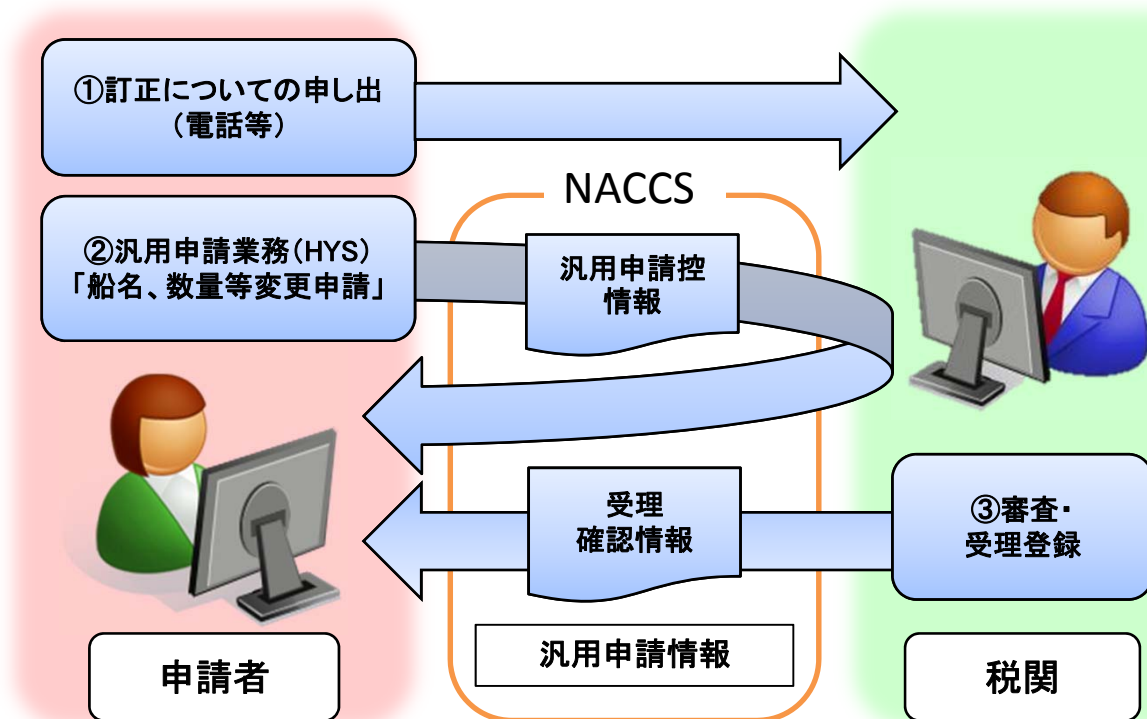 ①訂正についての申し出
（電話等）
NACCS
②汎用申請業務（HYS）
「船名、数量等変更申請」
汎用申請控
情報
受理
確認情報
③審査・
受理登録
汎用申請情報
申請者
税関